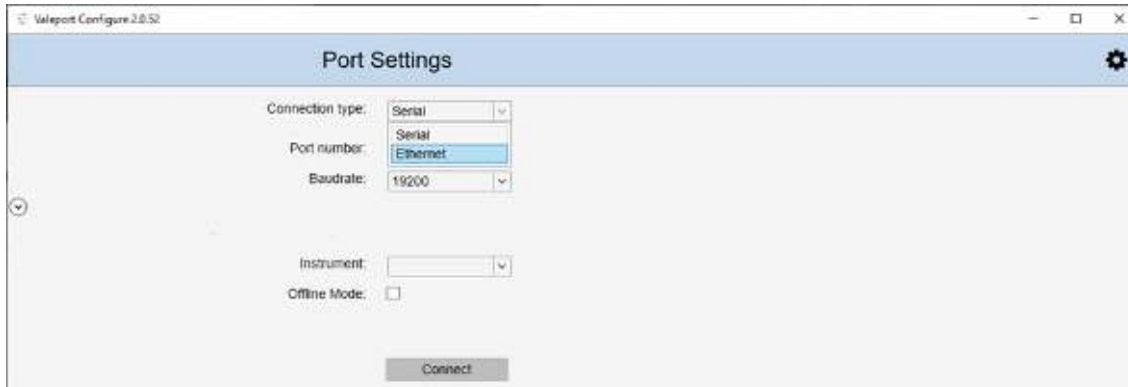 Valeport Configure 2.0.52
Port Settings
Connection type: Serial
Serial
Port number: Ethernet
Baudrate: 19200
Instrument:
Offline Mode:
Connect